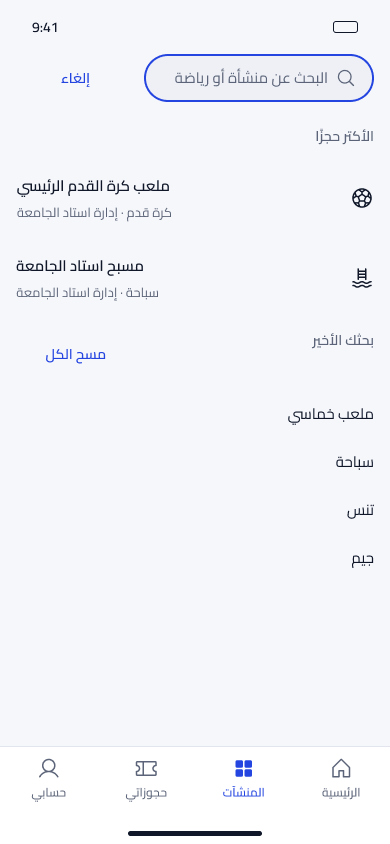 9:41
البحث عن منشأة أو رياضة
إلغاء
الأكثر حجزًا
ملعب كرة القدم الرئيسي
كرة قدم · إدارة استاد الجامعة
مسبح استاد الجامعة
سباحة · إدارة استاد الجامعة
بحثك الأخير
مسح الكل
ملعب خماسي
سباحة
تنس
جيم
الرئيسية
المنشآت
حجوزاتي
حسابي